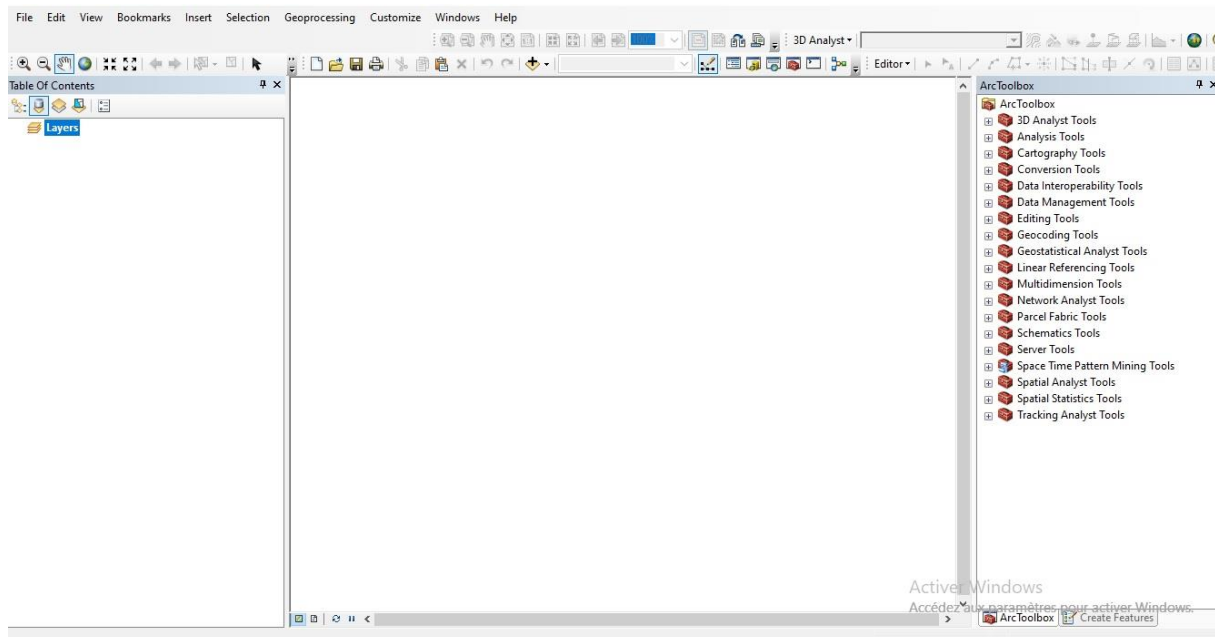 File Edit View Bookmarks Insert Selection Geoprocessing Customize Windows Help
100%
3D Analyst
Editor
Table Of Contents
Layers
ArcToolbox
ArcToolbox
3D Analyst Tools
Analysis Tools
Cartography Tools
Conversion Tools
Data Interoperability Tools
Data Management Tools
Editing Tools
Geocoding Tools
Geostatistical Analyst Tools
Linear Referencing Tools
Multidimension Tools
Network Analyst Tools
Parcel Fabric Tools
Schematics Tools
Server Tools
Space Time Pattern Mining Tools
Spatial Analyst Tools
Spatial Statistics Tools
Tracking Analyst Tools
Activer Windows
Accédez aux paramètres pour activer Windows.
ArcToolbox Create Features